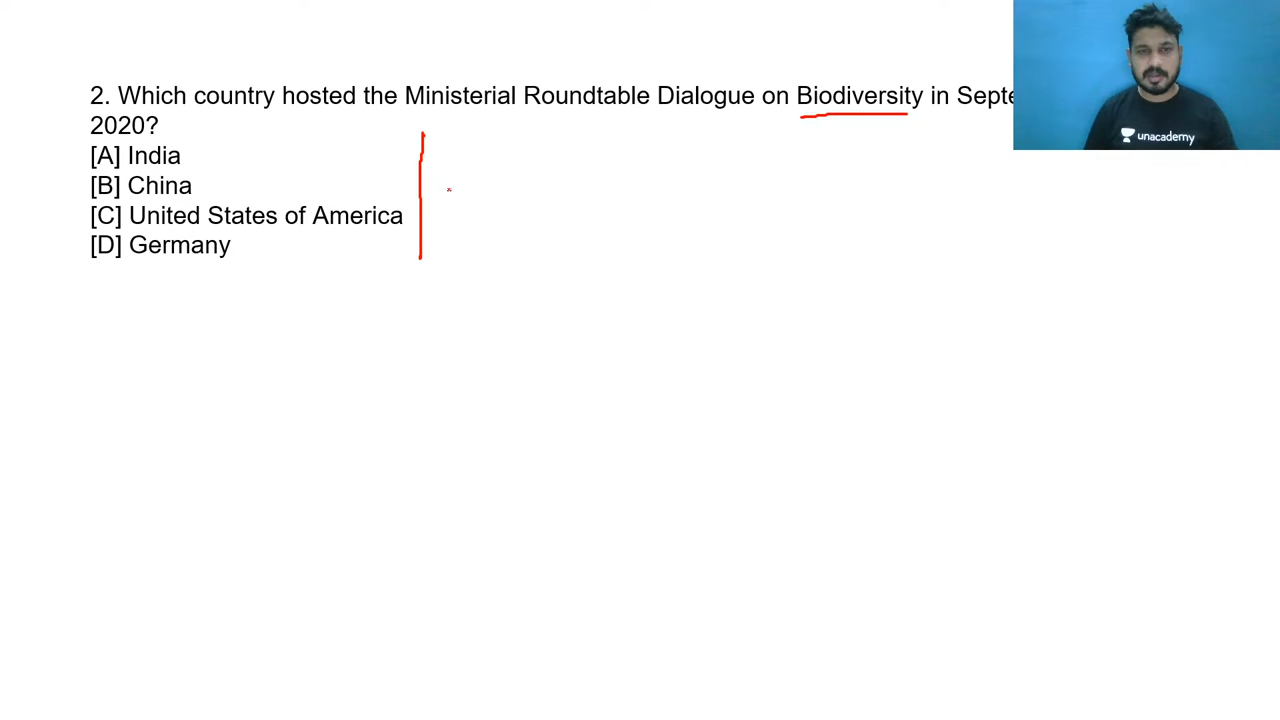 2. Which country hosted the Ministerial Roundtable Dialogue on Biodiversity in
2020?
[A] India
[B] China
[C] United States of America
[D] Germany
unacademy